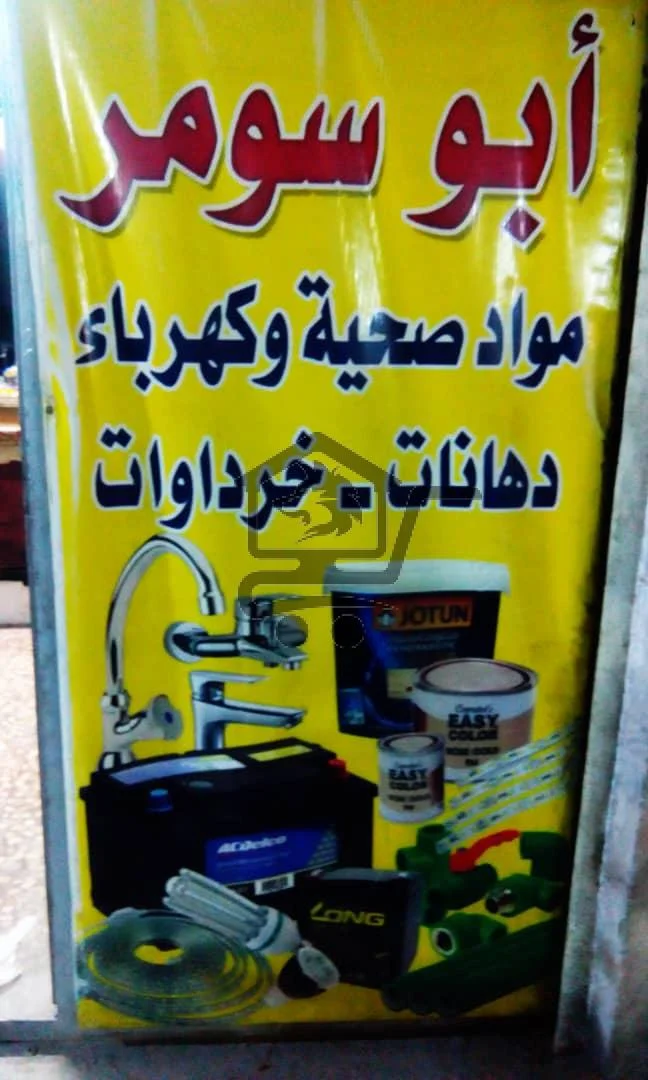 أبو سومر
مواد صحية وكهرباء
دهانات - خرداوات
JOTUN
EASY
COLOR
EASY
COLOR
ACDelco
LONG